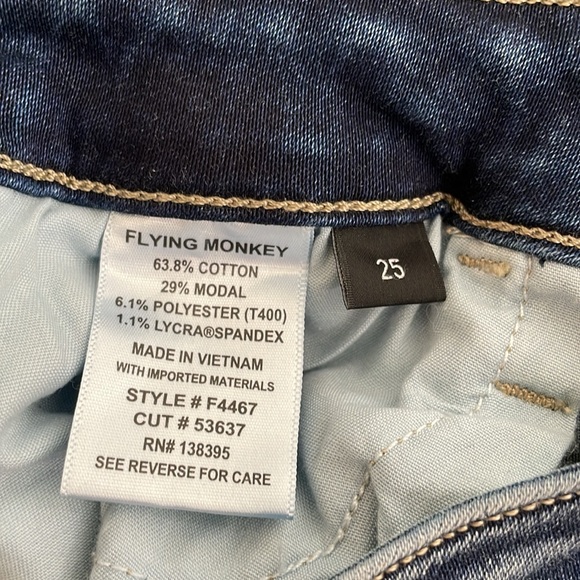 FLYING MONKEY
63.8% COTTON
29% MODAL
6.1% POLYESTER (T400)
1.1% LYCRA®SPANDEX
MADE IN VIETNAM
WITH IMPORTED MATERIALS
STYLE # F4467
CUT # 53637
RN# 138395
SEE REVERSE FOR CARE
25